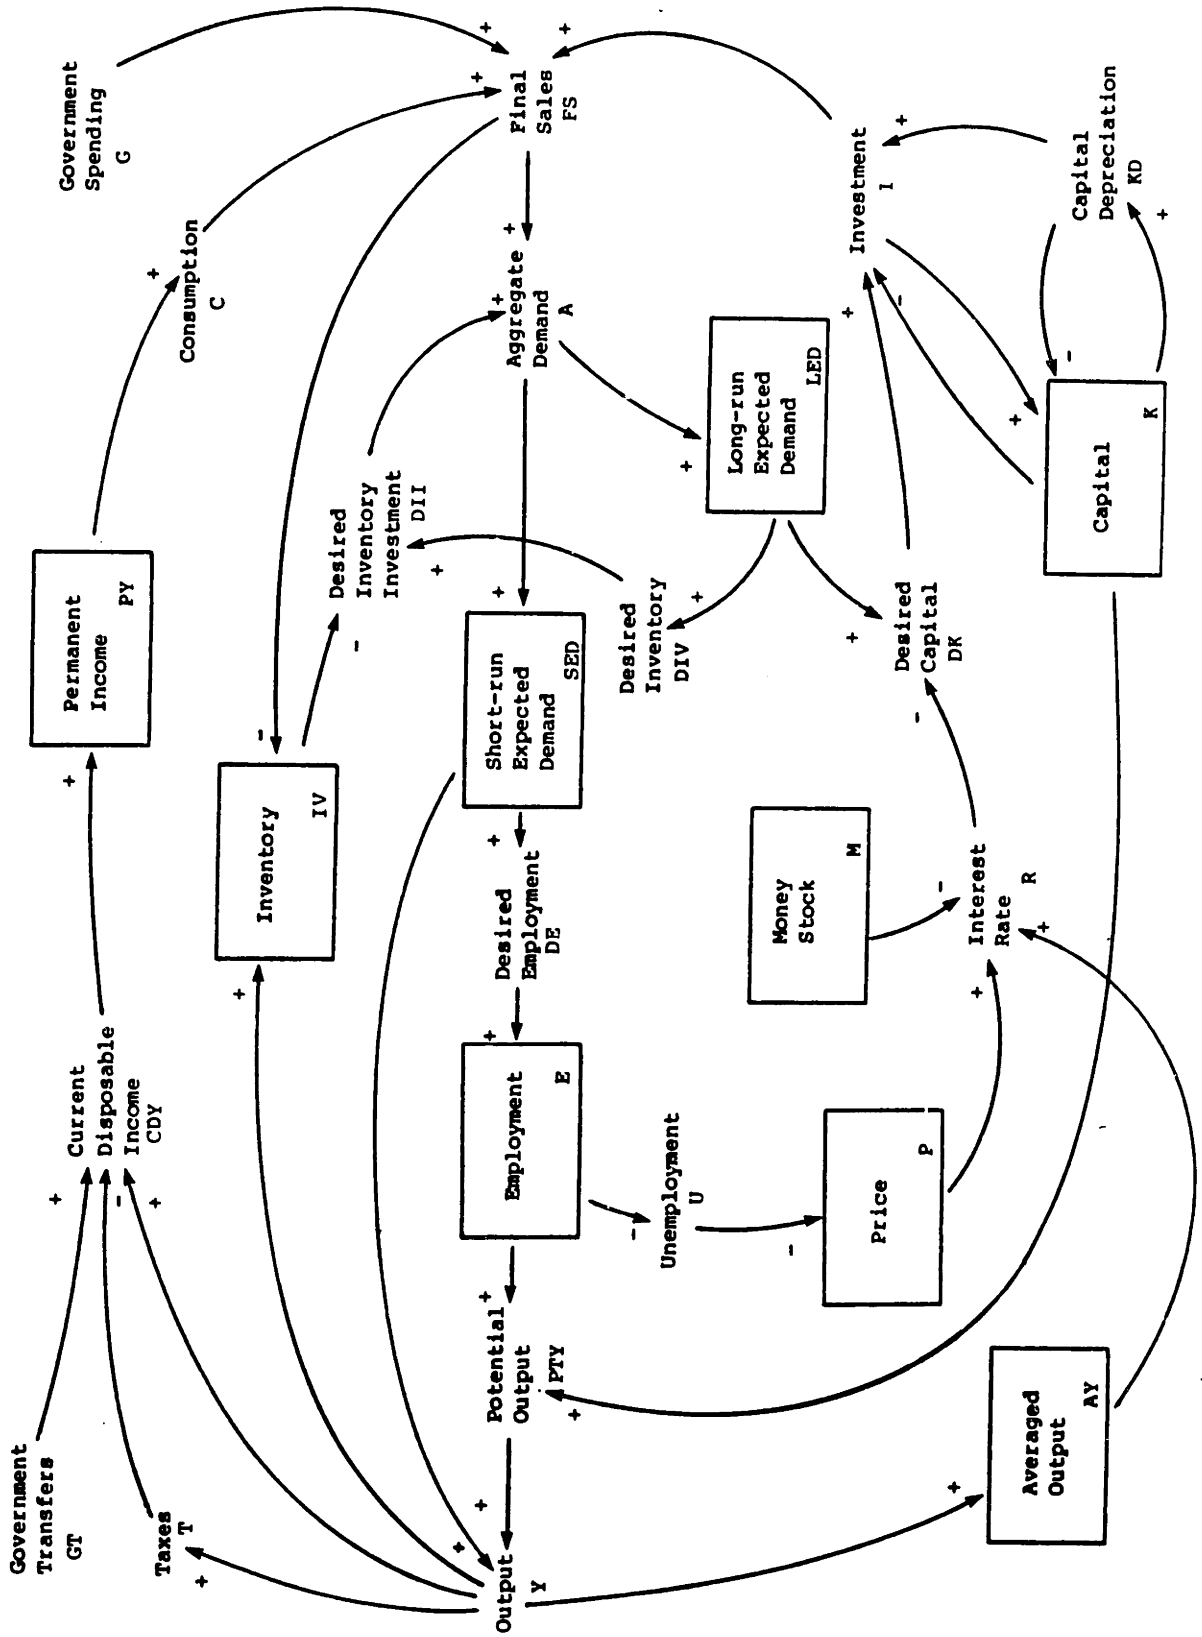 Government
Transfers
GT
Taxes
T
Output
Y
Current
Disposable
Income
CDY
Permanent
Income
PY
Consumption
C
Government
Spending
G
Inventory
IV
Desired
Inventory
Investment DII
Final
Sales
FS
Aggregate
Demand
A
Short-run
Expected
Demand
SED
Desired
Employment
DE
Employment
E
Potential
Output
PTY
Unemployment
U
Price
P
Averaged
Output
AY
Money
Stock
M
Interest
Rate
R
Desired
Inventory
DIV
Long-run
Expected
Demand
LED
Desired
Capital
DK
Investment
I
Capital
K
Capital
Depreciation
KD